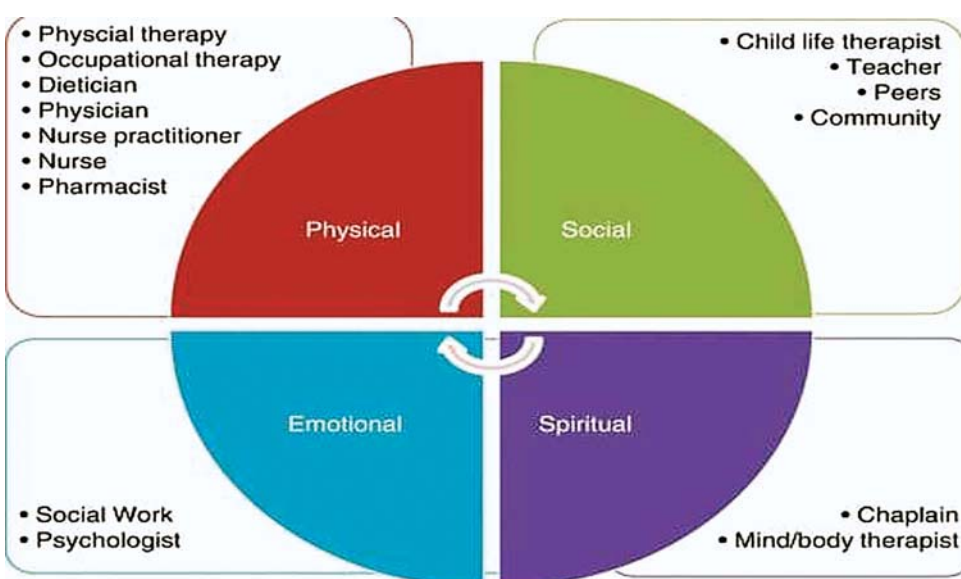 • Physcial therapy
• Occupational therapy
• Dietician
• Physician
• Nurse practitioner
• Nurse
• Pharmacist
• Child life therapist
• Teacher
• Peers
• Community
Physical
Social
Emotional
Spiritual
• Social Work
• Psychologist
• Chaplain
• Mind/body therapist